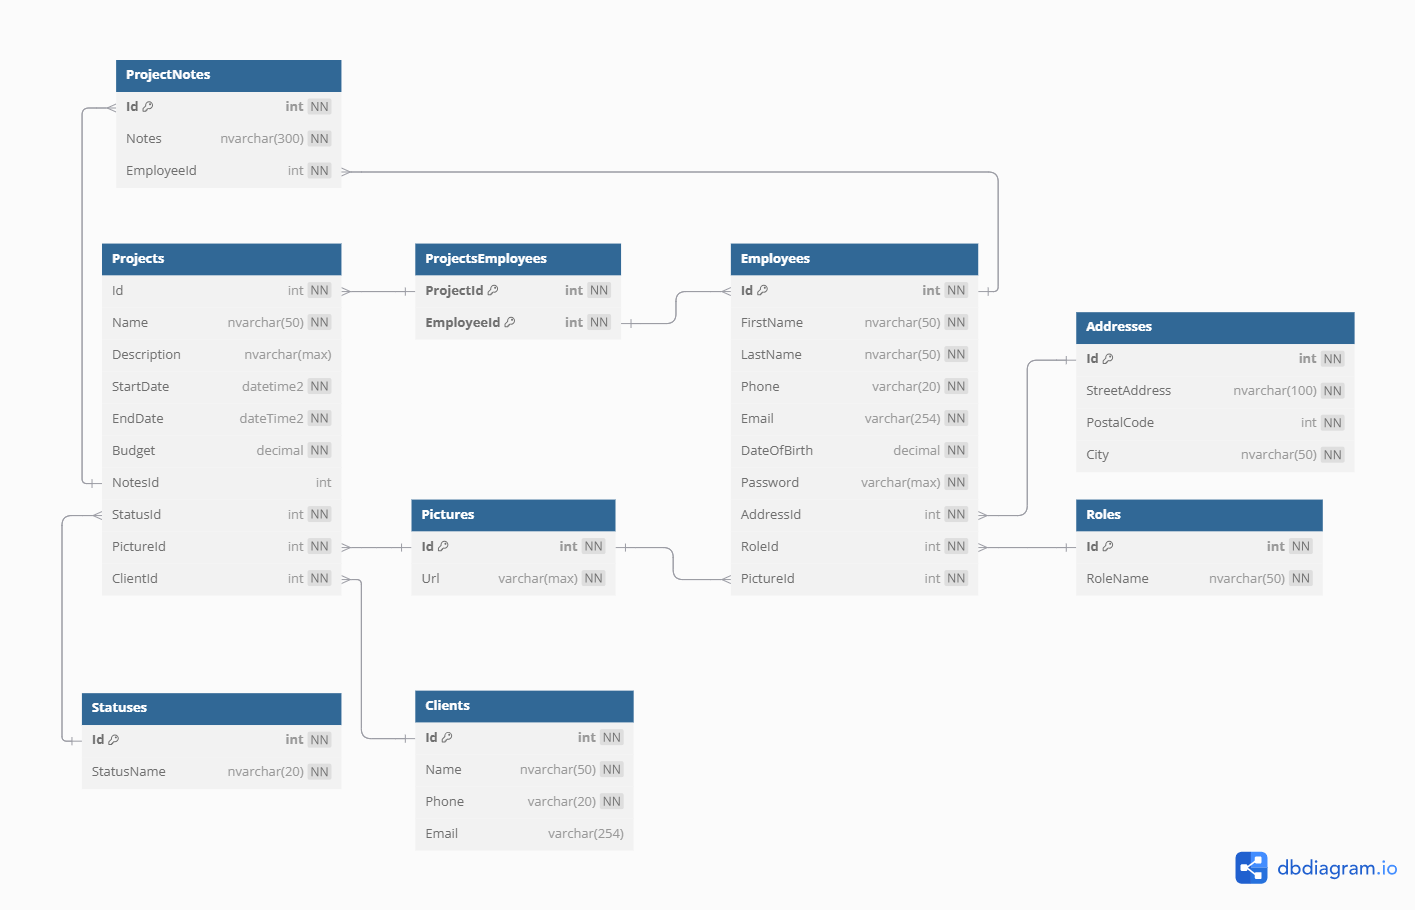 ProjectNotes
Id int NN
Notes nvarchar(300) NN
EmployeeId int NN
Projects
Id int NN
Name nvarchar(50) NN
Description nvarchar(max)
StartDate datetime2 NN
EndDate dateTime2 NN
Budget decimal NN
NotesId int
StatusId int NN
PictureId int NN
ClientId int NN
ProjectsEmployees
ProjectId int NN
EmployeeId int NN
Employees
Id int NN
FirstName nvarchar(50) NN
LastName nvarchar(50) NN
Phone varchar(20) NN
Email varchar(254) NN
DateOfBirth decimal NN
Password varchar(max) NN
AddressId int NN
RoleId int NN
PictureId int NN
Addresses
Id int NN
StreetAddress nvarchar(100) NN
PostalCode int NN
City nvarchar(50) NN
Pictures
Id int NN
Url varchar(max) NN
Roles
Id int NN
RoleName nvarchar(50) NN
Statuses
Id int NN
StatusName nvarchar(20) NN
Clients
Id int NN
Name nvarchar(50) NN
Phone varchar(20) NN
Email varchar(254)
dbdiagram.io